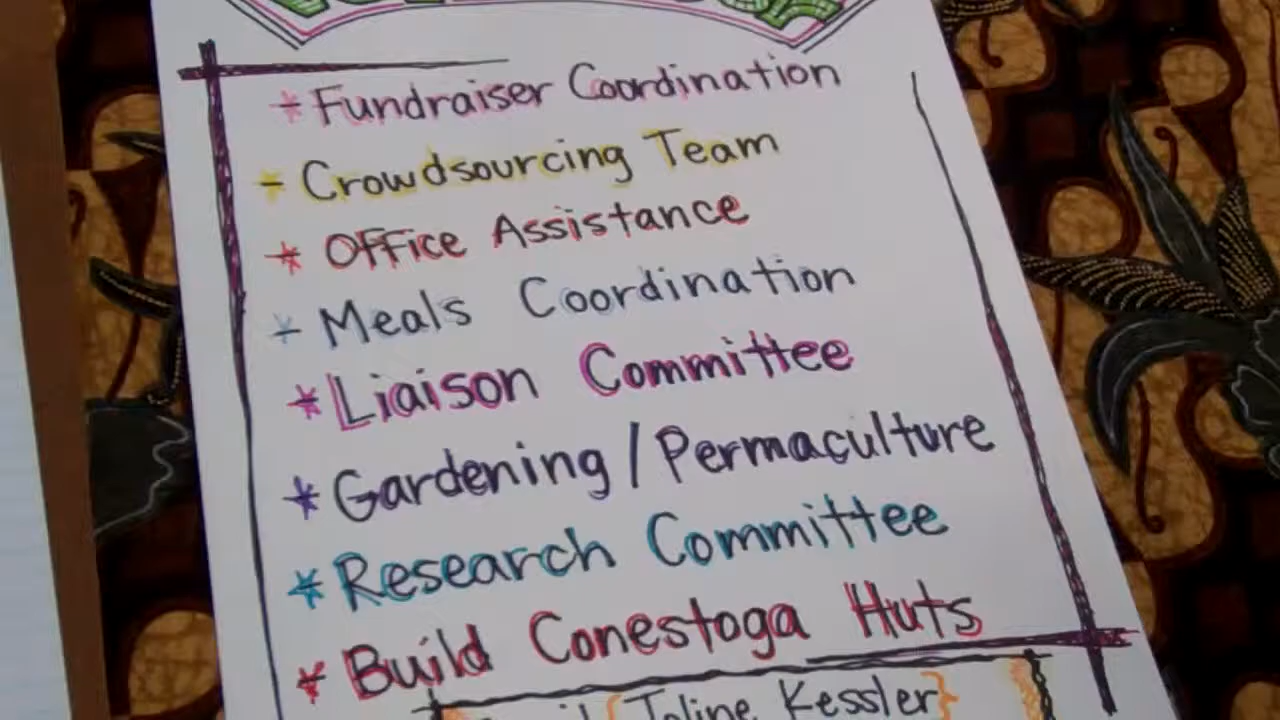 * Fundraiser Coordination
* Crowdsourcing Team
* Office Assistance
* Meals Coordination
* Liaison Committee
* Gardening / Permaculture
* Research Committee
* Build Conestoga Huts
Kessler}